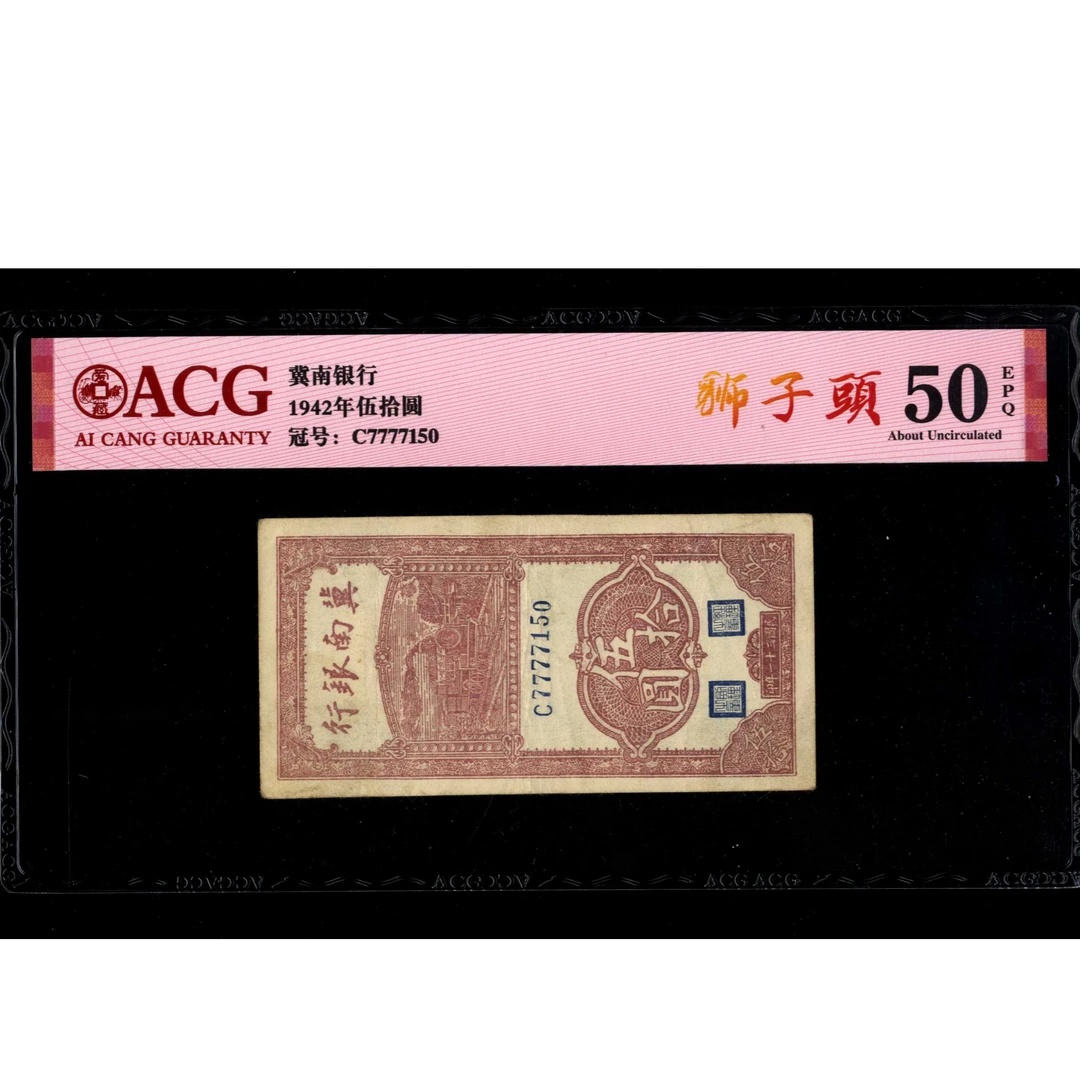 ACG
AI CANG GUARANTY
冀南银行
1942年伍拾圆
冠号：C7777150
狮子頭
50
EPQ
About Uncirculated
冀南銀行
C7777150
伍拾圓